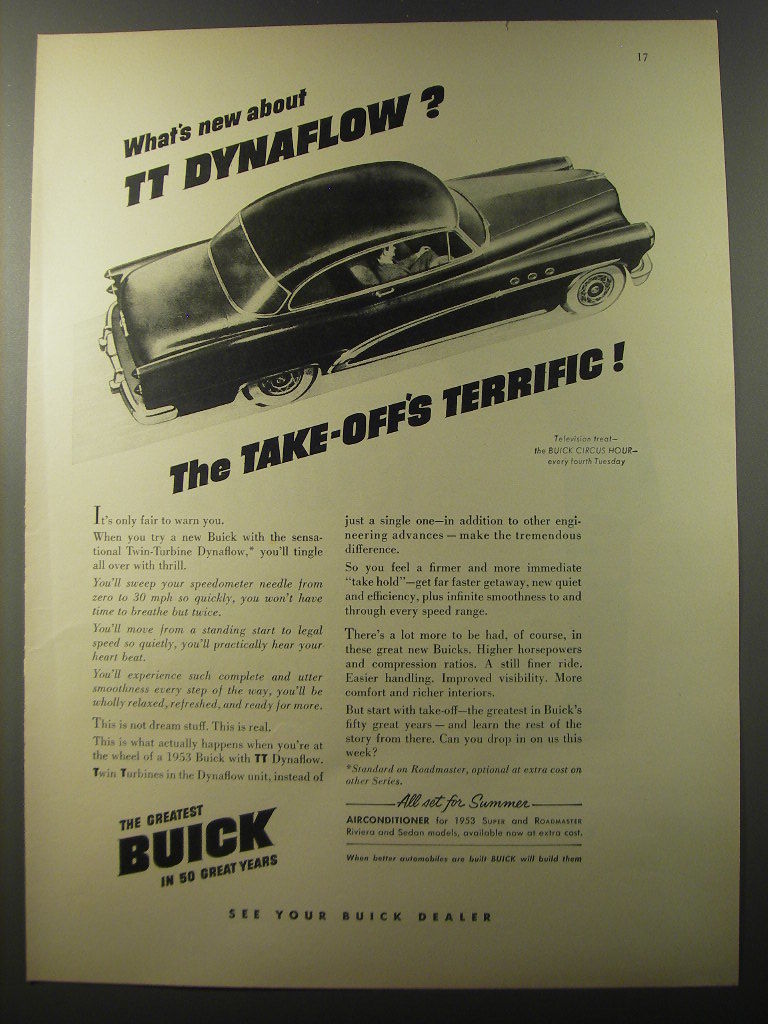 17
What's new about
TT DYNAFLOW ?
The TAKE-OFF'S TERRIFIC !
Television treat—
the BUICK CIRCUS HOUR—
every fourth Tuesday
It's only fair to warn you.
When you try a new Buick with the sensa-
tional Twin-Turbine Dynaflow,* you'll tingle
all over with thrill.
You'll sweep your speedometer needle from
zero to 30 mph so quickly, you won't have
time to breathe but twice.
You'll move from a standing start to legal
speed so quietly, you'll practically hear your
heart beat.
You'll experience such complete and utter
smoothness every step of the way, you'll be
wholly relaxed, refreshed, and ready for more.
This is not dream stuff. This is real.
This is what actually happens when you're at
the wheel of a 1953 Buick with TT Dynaflow.
Twin Turbines in the Dynaflow unit, instead of
just a single one—in addition to other engi-
neering advances — make the tremendous
difference.
So you feel a firmer and more immediate
"take hold"—get far faster getaway, new quiet
and efficiency, plus infinite smoothness to and
through every speed range.
There's a lot more to be had, of course, in
these great new Buicks. Higher horsepowers
and compression ratios. A still finer ride.
Easier handling. Improved visibility. More
comfort and richer interiors.
But start with take-off—the greatest in Buick's
fifty great years — and learn the rest of the
story from there. Can you drop in on us this
week?
*Standard on Roadmaster, optional at extra cost on
other Series.
All set for Summer
AIRCONDITIONER for 1953 SUPER and ROADMASTER
Riviera and Sedan models, available now at extra cost.
When better automobiles are built BUICK will build them
THE GREATEST
BUICK
IN 50 GREAT YEARS
SEE YOUR BUICK DEALER